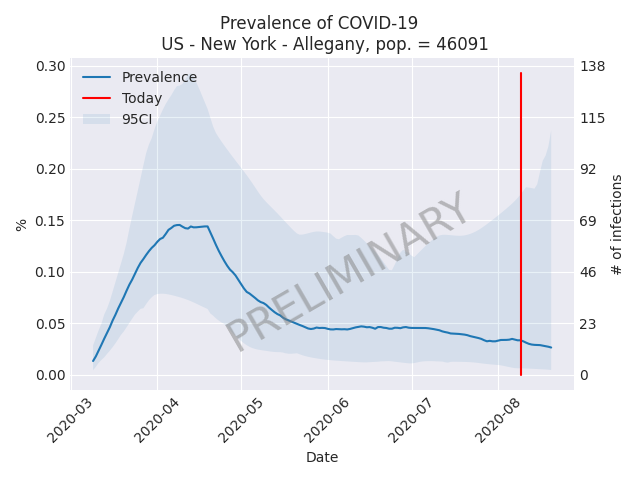 Prevalence of COVID-19
US - New York - Allegany, pop. = 46091
Prevalence
Today
95CI
0.30
0.25
0.20
0.15
0.10
0.05
0.00
%
138
115
92
69
46
23
0
# of infections
PRELIMINARY
2020-03
2020-04
2020-05
2020-06
2020-07
2020-08
Date